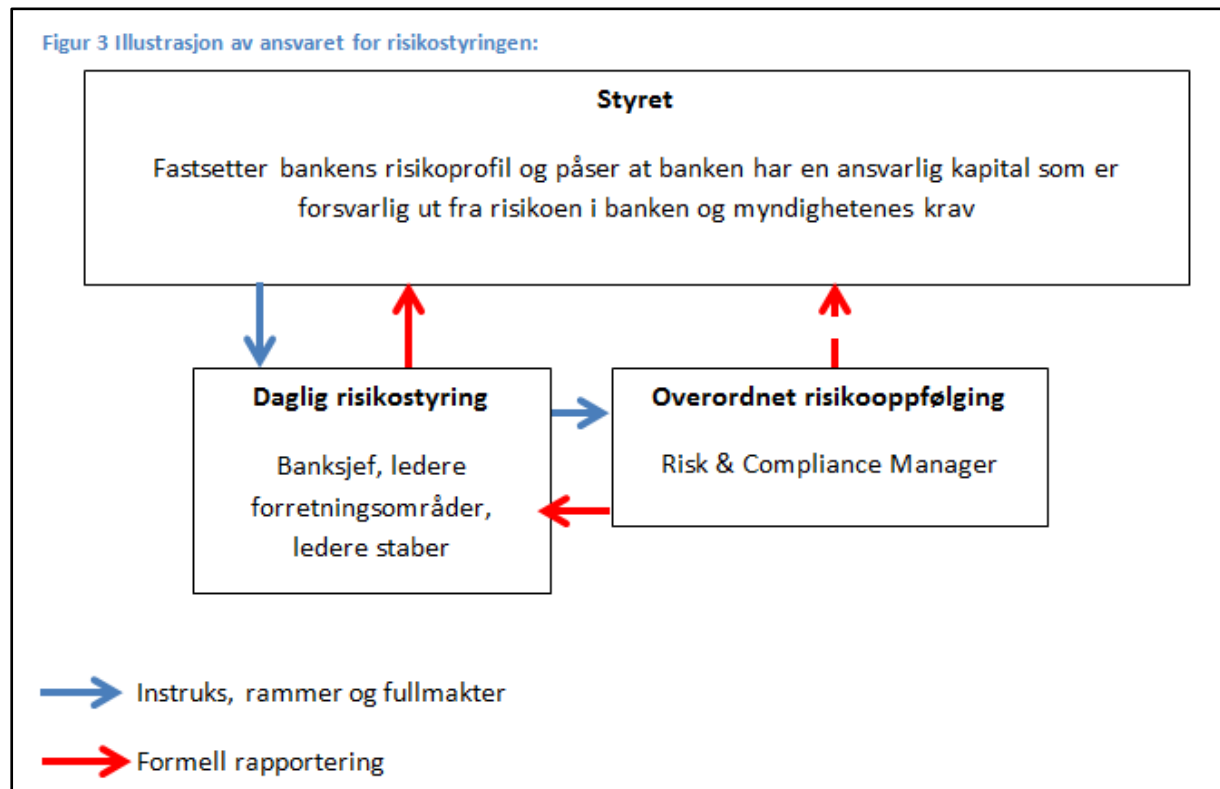 Figur 3 Illustrasjon av ansvaret for risikostyringen:
Styret
Fastsetter bankens risikoprofil og påser at banken har en ansvarlig kapital som er
forsvarlig ut fra risikoen i banken og myndighetenes krav
Daglig risikostyring
Banksjef, ledere
forretningsområder,
ledere staber
Overordnet risikooppfølging
Risk & Compliance Manager
Instruks, rammer og fullmakter
Formell rapportering